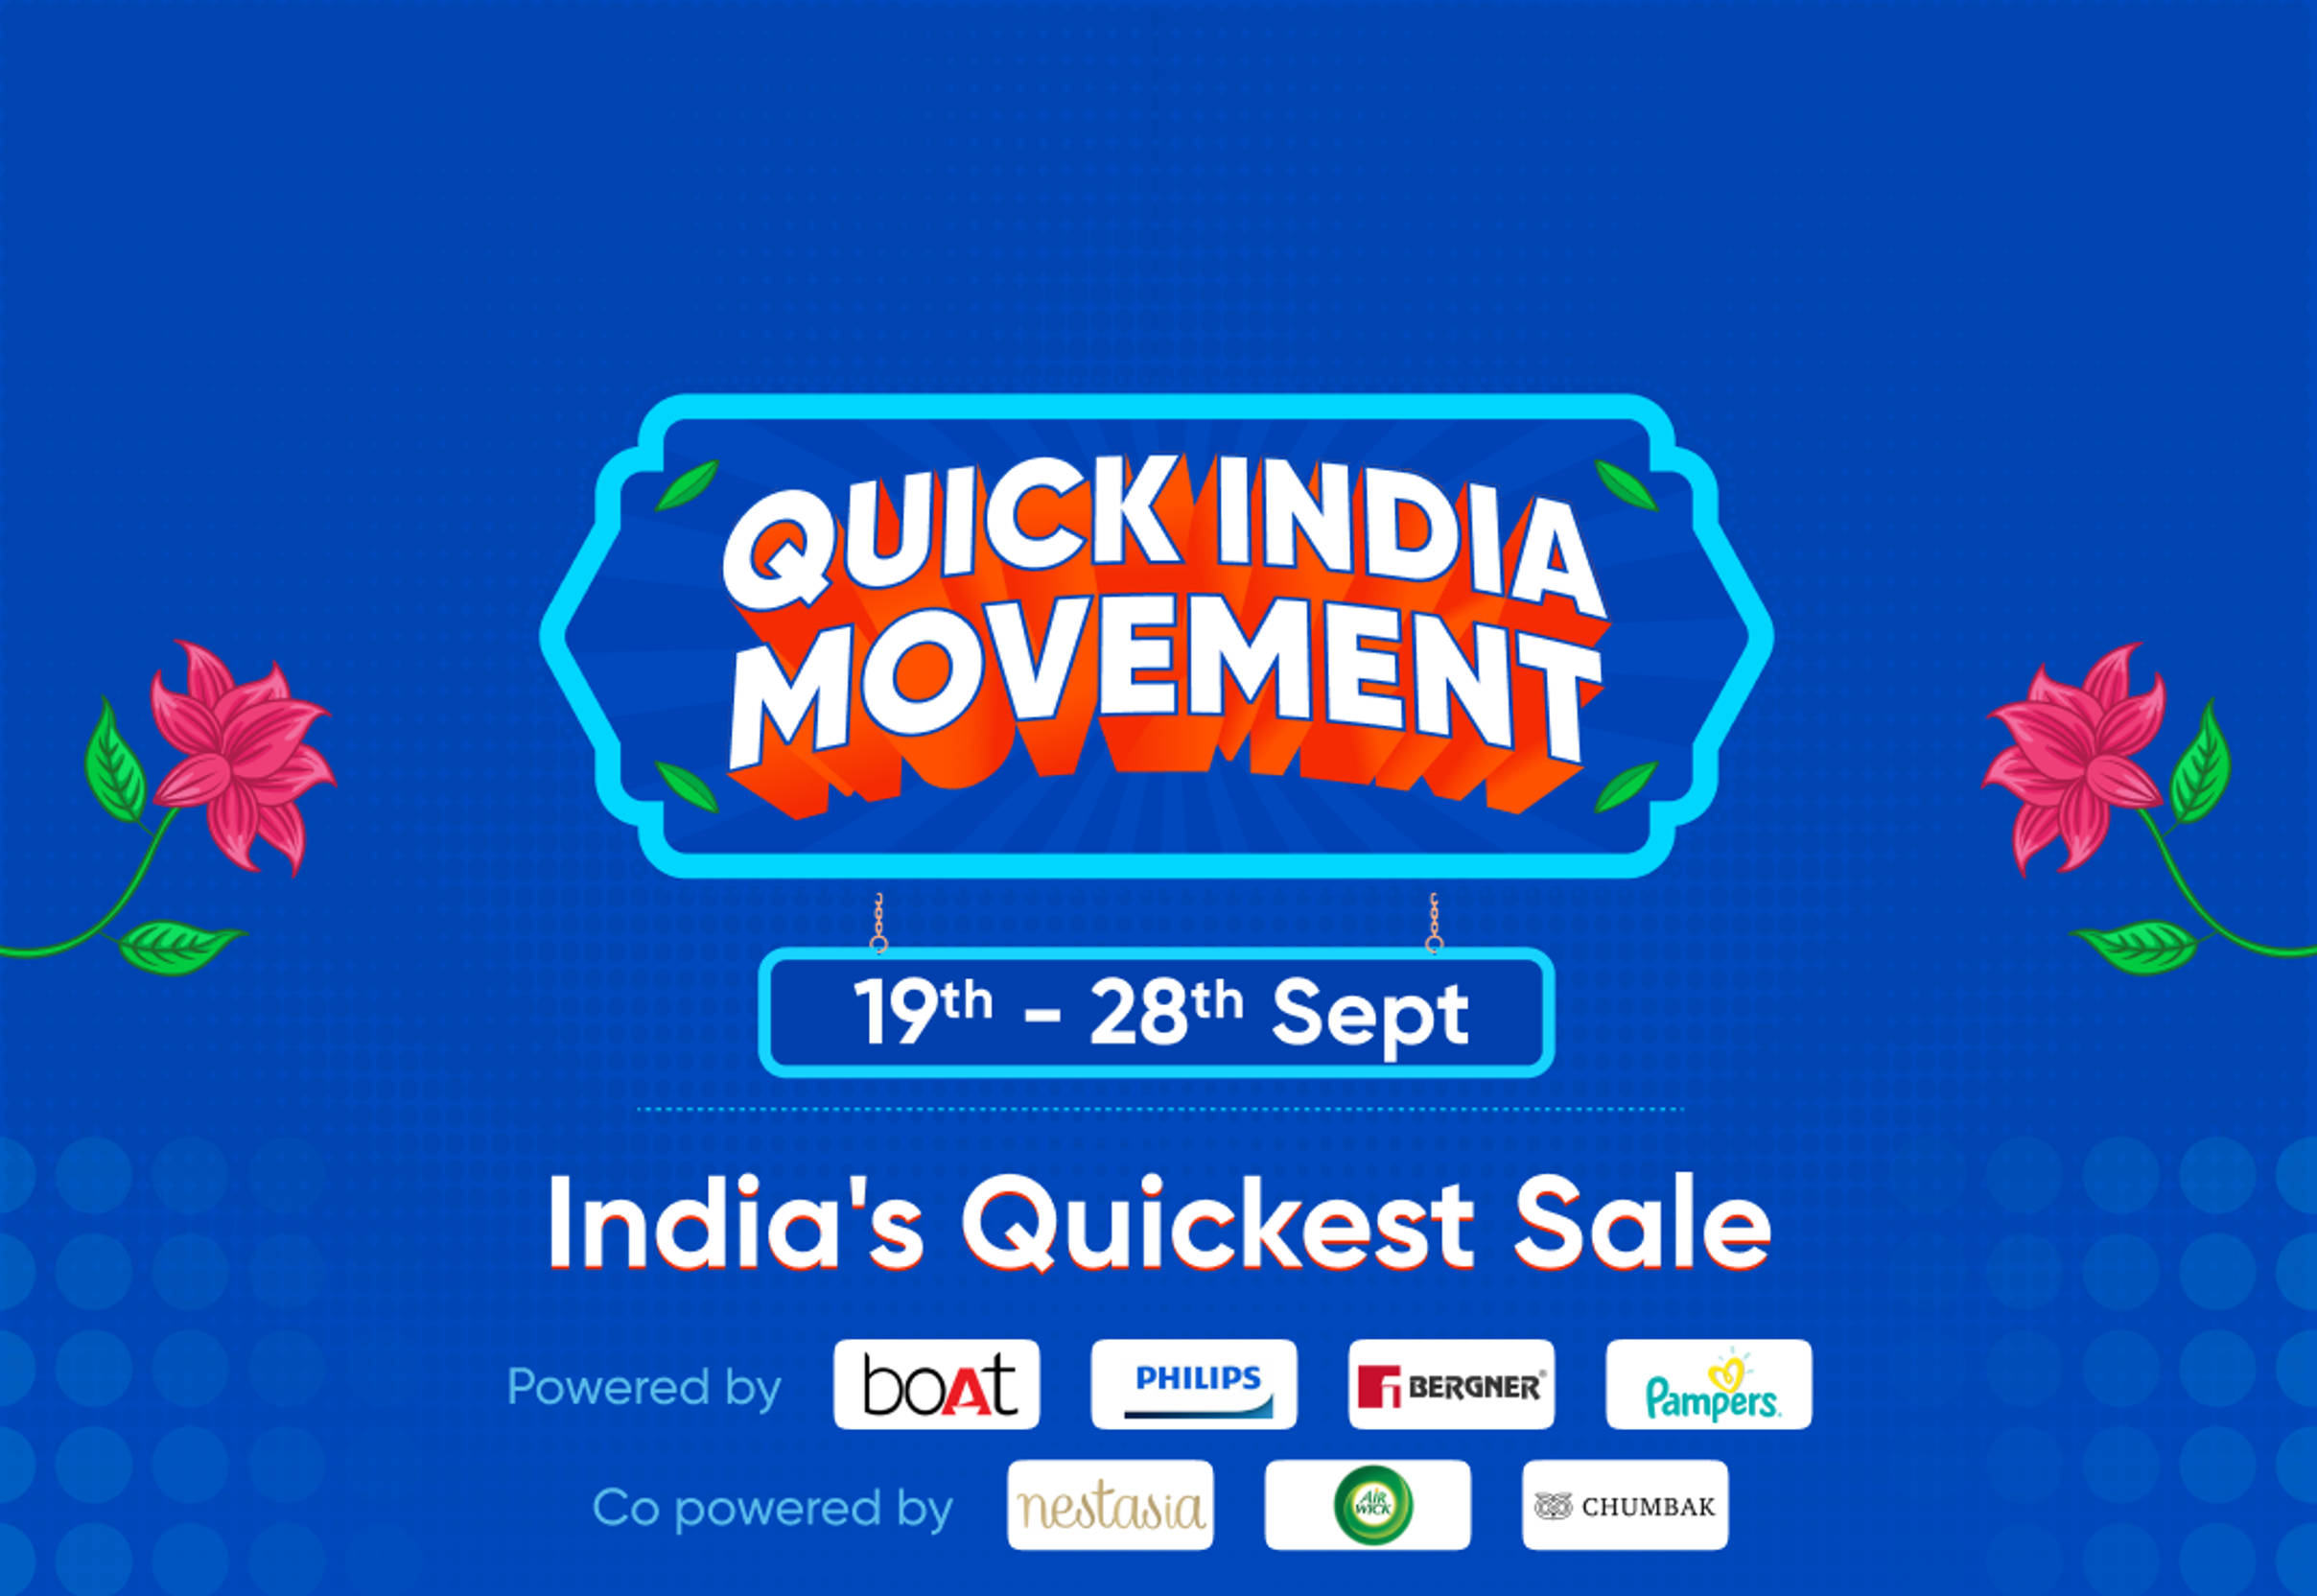 QUICK INDIA
MOVEMENT
19th - 28th Sept
India's Quickest Sale
Powered by boAt PHILIPS BERGNER® Pampers.
Co powered by nestasia AiR WICK CHUMBAK